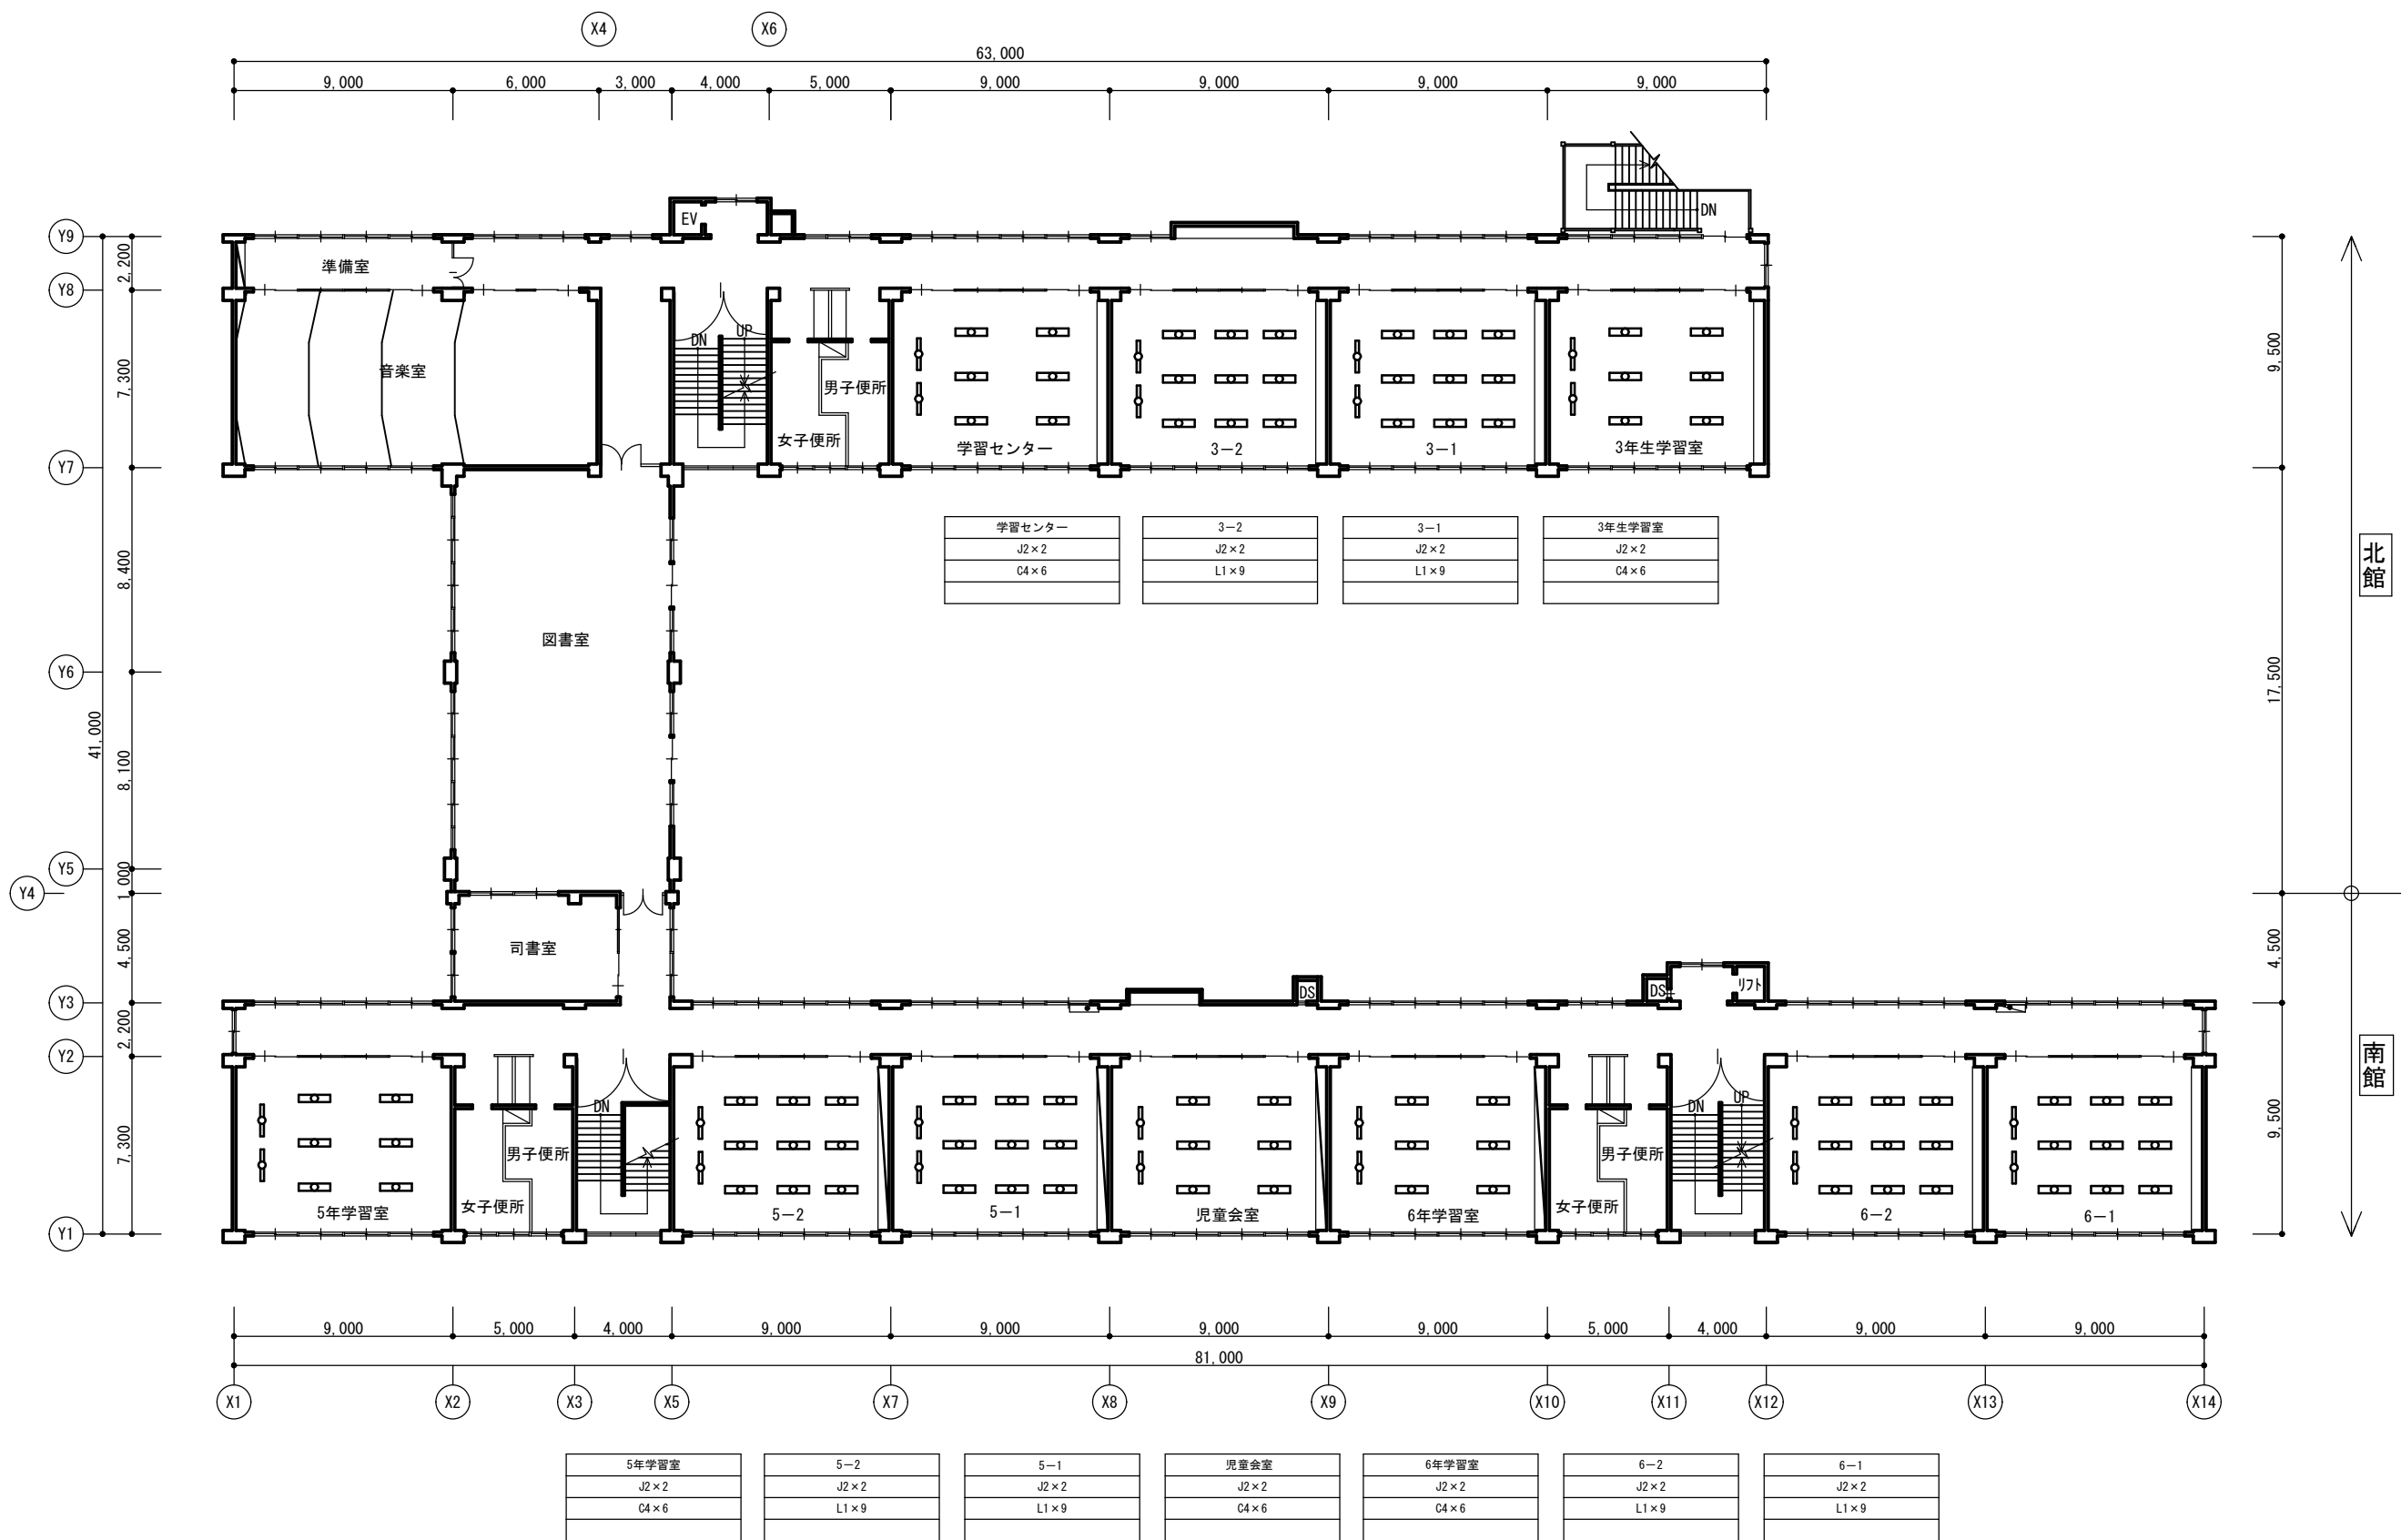 X4 X6
63,000
9,000 6,000 3,000 4,000 5,000 9,000 9,000 9,000 9,000
EV
DN
Y9
準備室
2,200
Y8
DN UP
音楽室
7,300
9,500
男子便所
女子便所
学習センター 3−2 3−1 3年生学習室
Y7
学習センター 3−2 3−1 3年生学習室
J2×2 J2×2 J2×2 J2×2
C4×6 L1×9 L1×9 C4×6
北館
8,400
図書室
Y6
17,500
41,000
8,100
Y5
1,000
Y4
司書室
4,500
4,500
DS DS リフト
Y3
2,200
Y2
南館
DN DN UP
男子便所 男子便所
7,300
9,500
女子便所 女子便所
5年学習室 5−2 5−1 児童会室 6年学習室 6−2 6−1
Y1
9,000 5,000 4,000 9,000 9,000 9,000 9,000 5,000 4,000 9,000 9,000
81,000
X1 X2 X3 X5 X7 X8 X9 X10 X11 X12 X13 X14
5年学習室 5−2 5−1 児童会室 6年学習室 6−2 6−1
J2×2 J2×2 J2×2 J2×2 J2×2 J2×2 J2×2
C4×6 L1×9 L1×9 C4×6 C4×6 L1×9 L1×9